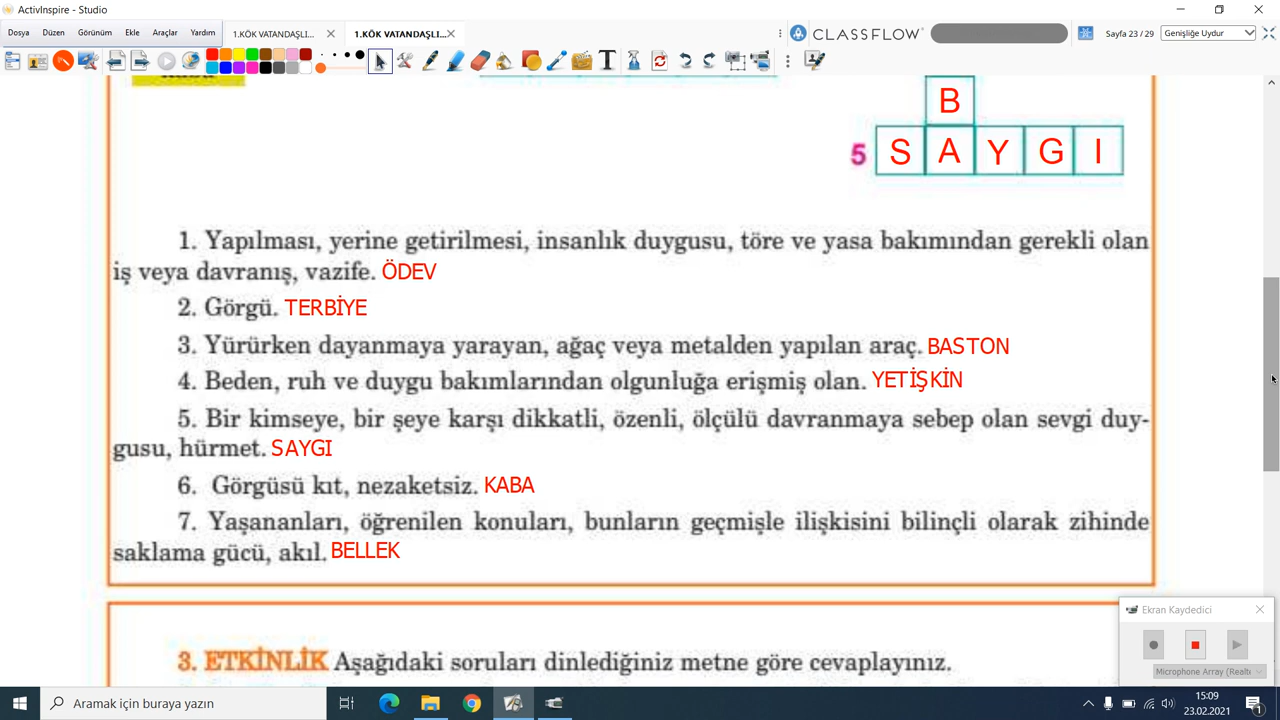 ActivInspire - Studio
Dosya Düzen Görünüm Ekle Araçlar Yardım
1.KÖK VATANDAŞLI...
1.KÖK VATANDAŞLI...
CLASSFLOW
Sayfa 23 / 29
Genişliğe Uydur
B
5 S A Y G I
1. Yapılması, yerine getirilmesi, insanlık duygusu, töre ve yasa bakımından gerekli olan
iş veya davranış, vazife. ÖDEV
2. Görgü. TERBİYE
3. Yürürken dayanmaya yarayan, ağaç veya metalden yapılan araç. BASTON
4. Beden, ruh ve duygu bakımlarından olgunluğa erişmiş olan. YETİŞKİN
5. Bir kimseye, bir şeye karşı dikkatli, özenli, ölçülü davranmaya sebep olan sevgi duy-
gusu, hürmet. SAYGI
6. Görgüsü kıt, nezaketsiz. KABA
7. Yaşananları, öğrenilen konuları, bunların geçmişle ilişkisini bilinçli olarak zihinde
saklama gücü, akıl. BELLEK
3. ETKİNLİK Aşağıdaki soruları dinlediğiniz metne göre cevaplayınız.
Ekran Kaydedici
Microphone Array (Realte
Aramak için buraya yazın
15:09
23.02.2021
1